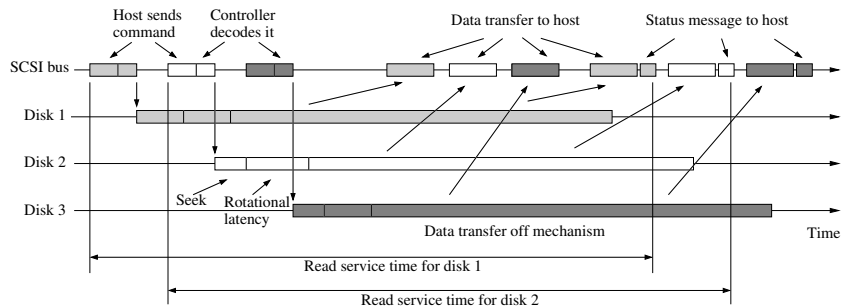 Host sends
command
Controller
decodes it
Data transfer to host
Status message to host
SCSI bus
Disk 1
Disk 2
Seek
Rotational
latency
Disk 3
Data transfer off mechanism
Time
Read service time for disk 1
Read service time for disk 2